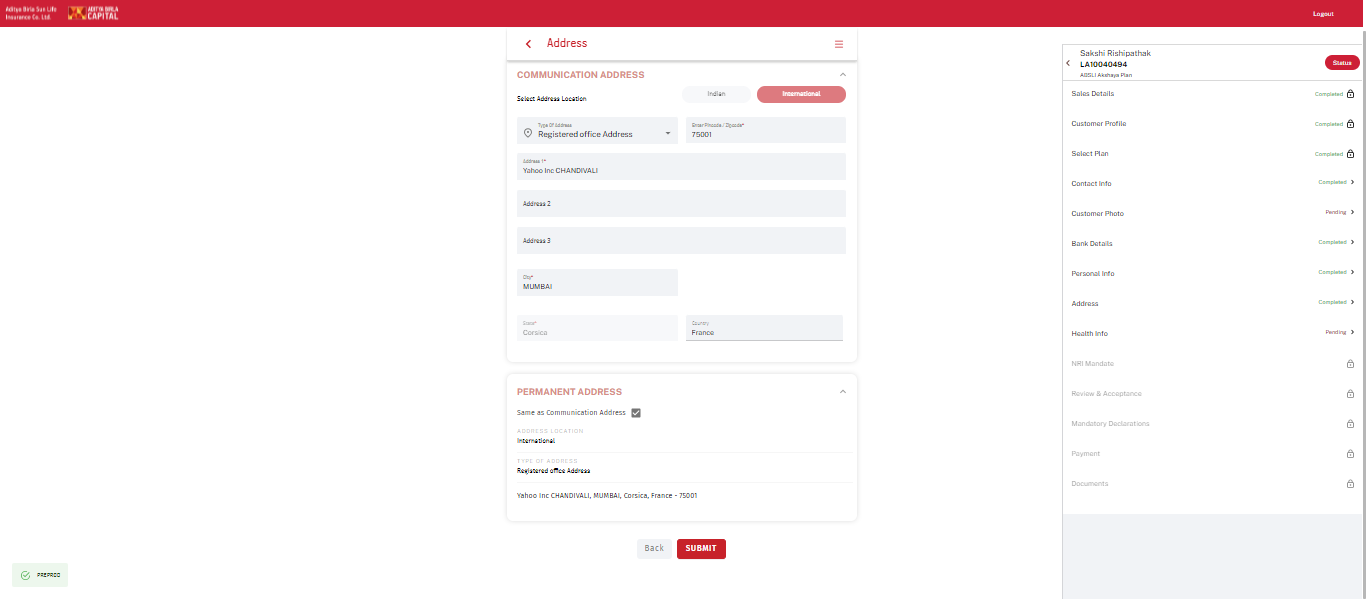 Aditya Birla Sun Life
Insurance Co. Ltd.
ADITYA BIRLA
CAPITAL
Logout
Address
COMMUNICATION ADDRESS
Select Address Location
Indian
International
Type Of Address
Registered office Address
Enter Pincode / Zipcode*
75001
Address 1*
Yahoo Inc CHANDIVALI
Address 2
Address 3
City*
MUMBAI
State*
Corsica
Country
France
PERMANENT ADDRESS
Same as Communication Address
ADDRESS LOCATION
International
TYPE OF ADDRESS
Registered office Address
Yahoo Inc CHANDIVALI, MUMBAI, Corsica, France - 75001
Back
SUBMIT
PREPROD
Sakshi Rishipathak
LA10040494
ABSLI Akshaya Plan
Status
Sales Details Completed
Customer Profile Completed
Select Plan Completed
Contact Info Completed
Customer Photo Pending
Bank Details Completed
Personal Info Completed
Address Completed
Health Info Pending
NRI Mandate
Review & Acceptance
Mandatory Declarations
Payment
Documents